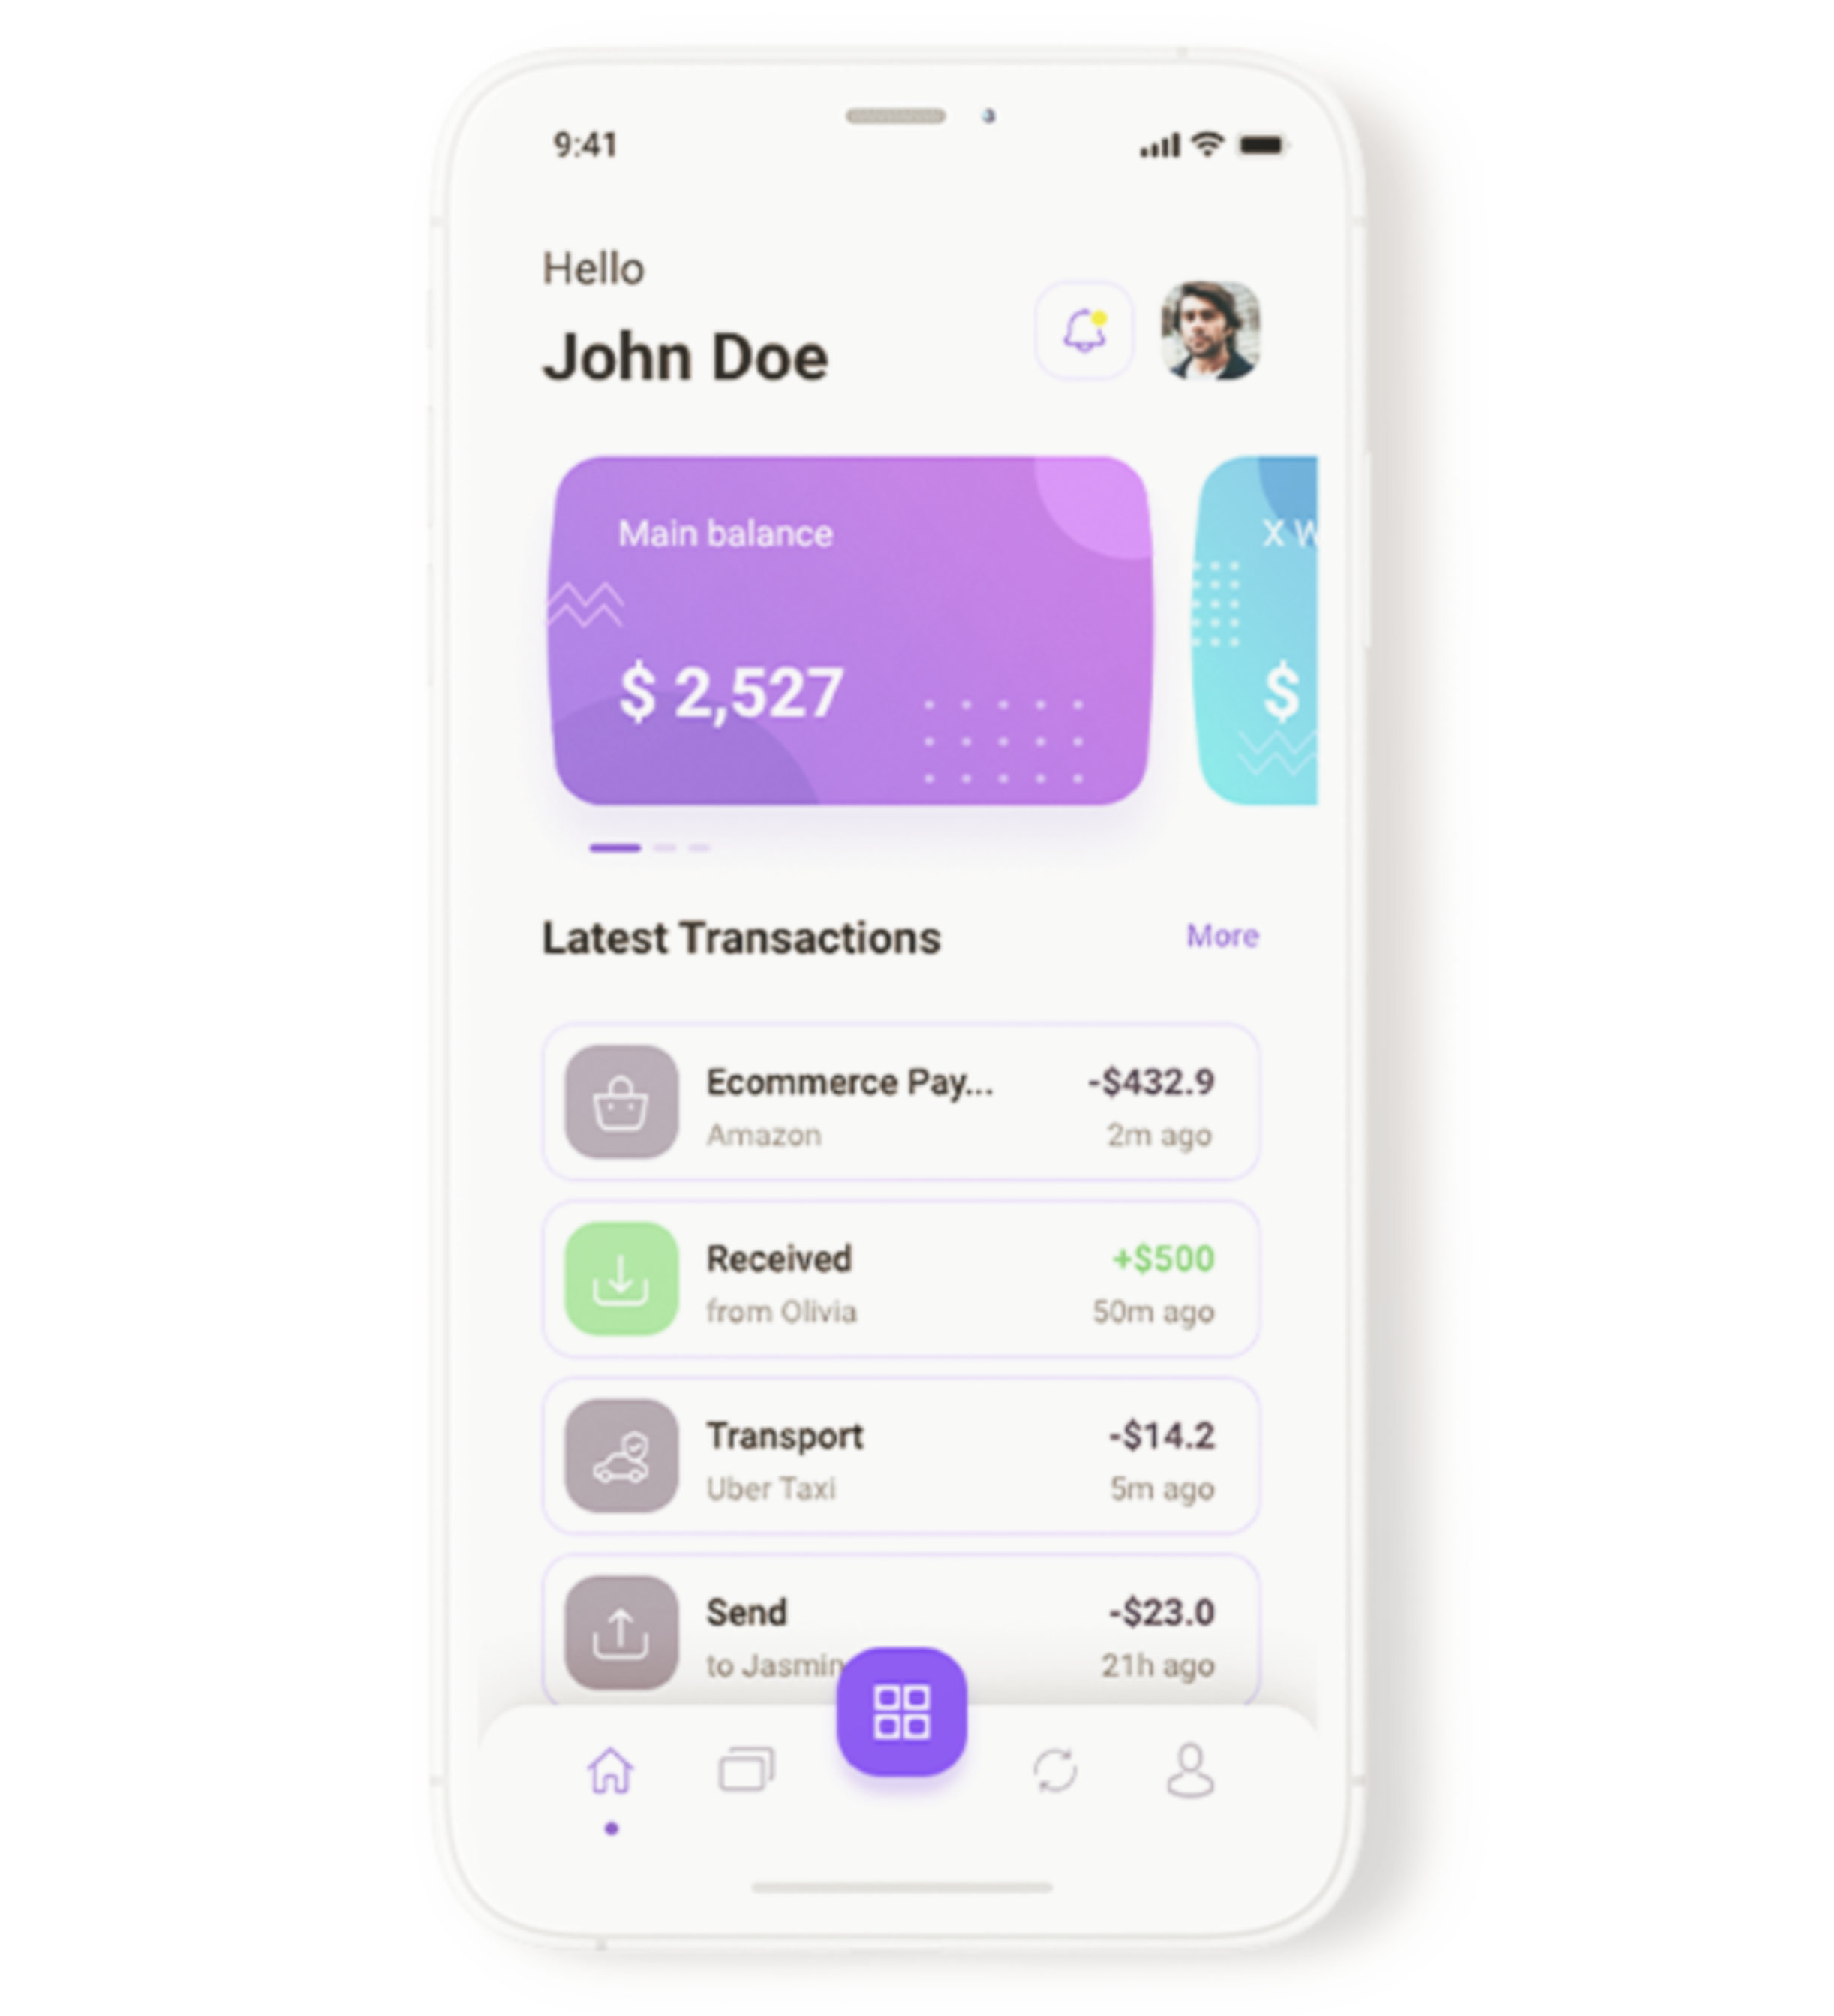 9:41
Hello
John Doe
Main balance
$ 2,527
X W
$
Latest Transactions
More
Ecommerce Pay...
-$432.9
Amazon
2m ago
Received
+$500
from Olivia
50m ago
Transport
-$14.2
Uber Taxi
5m ago
Send
-$23.0
to Jasmin
21h ago